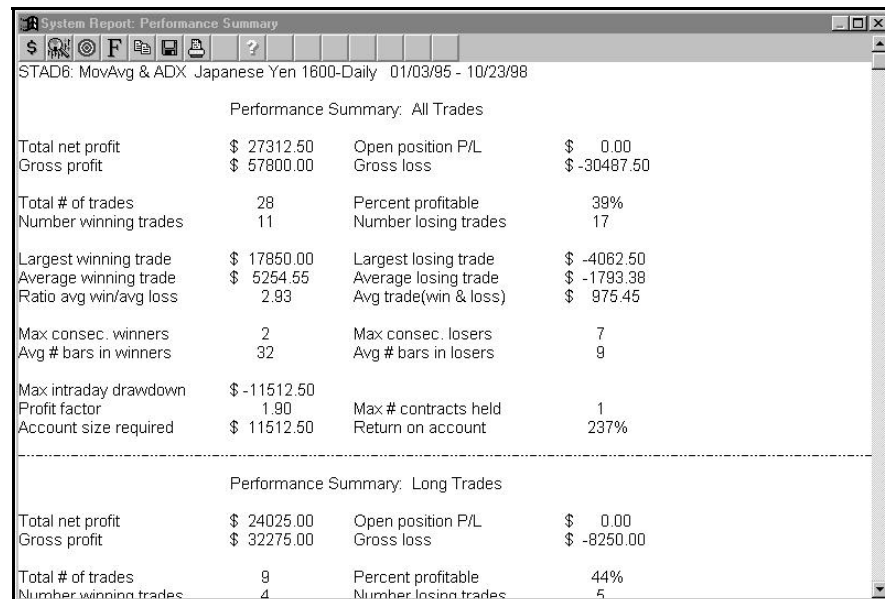 System Report: Performance Summary
$ F ?
STAD6: MovAvg & ADX Japanese Yen 1600-Daily 01/03/95 - 10/23/98
Performance Summary: All Trades
Total net profit $ 27312.50 Open position P/L $ 0.00
Gross profit $ 57800.00 Gross loss $ -30487.50
Total # of trades 28 Percent profitable 39%
Number winning trades 11 Number losing trades 17
Largest winning trade $ 17850.00 Largest losing trade $ -4062.50
Average winning trade $ 5254.55 Average losing trade $ -1793.38
Ratio avg win/avg loss 2.93 Avg trade(win & loss) $ 975.45
Max consec. winners 2 Max consec. losers 7
Avg # bars in winners 32 Avg # bars in losers 9
Max intraday drawdown $ -11512.50
Profit factor 1.90 Max # contracts held 1
Account size required $ 11512.50 Return on account 237%
Performance Summary: Long Trades
Total net profit $ 24025.00 Open position P/L $ 0.00
Gross profit $ 32275.00 Gross loss $ -8250.00
Total # of trades 9 Percent profitable 44%
Number winning trades 4 Number losing trades 5